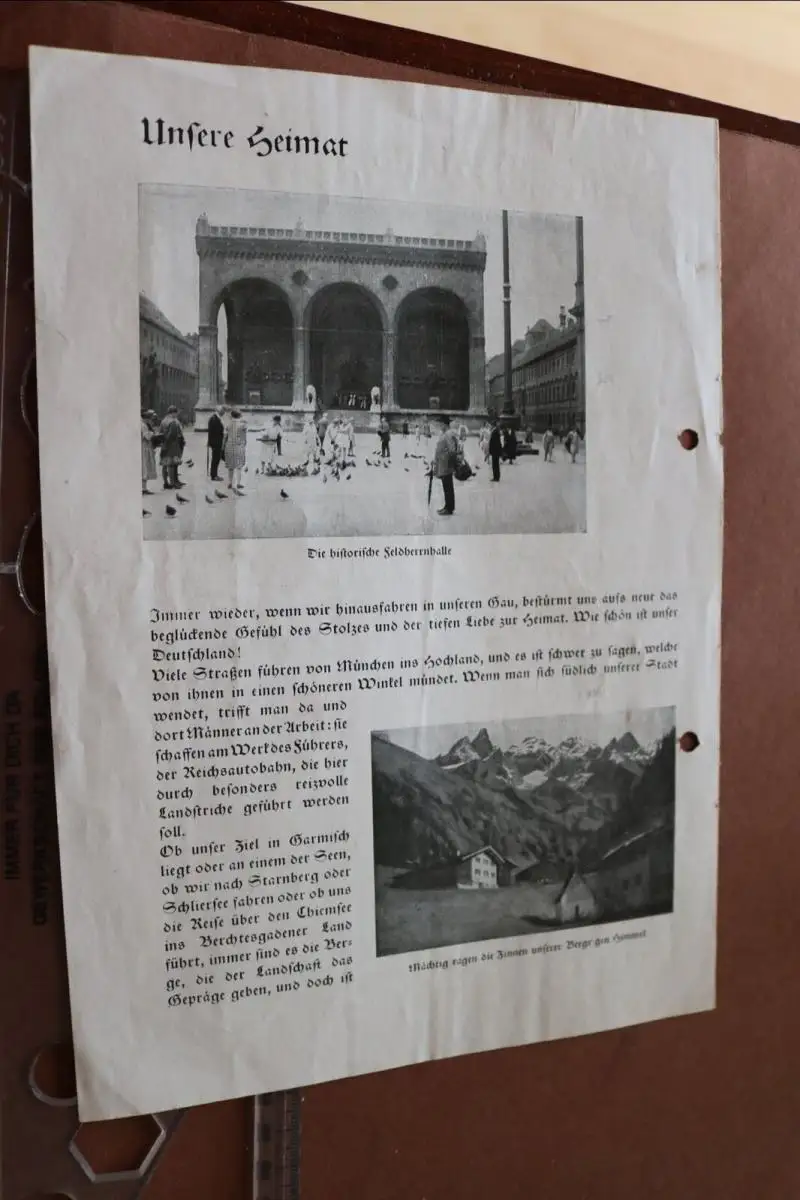 Unsere Heimat
Die historische Feldherrnhalle
Immer wieder, wenn wir hinausfahren in unseren Gau, bestürmt uns aufs neue das
beglückende Gefühl des Stolzes und der tiefen Liebe zur Heimat. Wie schön ist unser
Deutschland!
Viele Straßen führen von München ins Hochland, und es ist schwer zu sagen, welche
von ihnen in einen schöneren Winkel mündet. Wenn man sich südlich unserer Stadt
wendet, trifft man da und
dort Männer an der Arbeit: sie
schaffen am Werk des Führers,
der Reichsautobahn, die hier
durch besonders reizvolle
Landstriche geführt werden
soll.
Ob unser Ziel in Garmisch
liegt oder an einem der Seen,
ob wir nach Starnberg oder
Schliersee fahren oder ob uns
die Reise über den Chiemsee
ins Berchtesgadener Land
führt, immer sind es die Ber-
ge, die der Landschaft das
Gepräge geben, und doch ist
Mächtig ragen die Zinnen unserer Berge gen Himmel
IMMER FÜR DICH DA